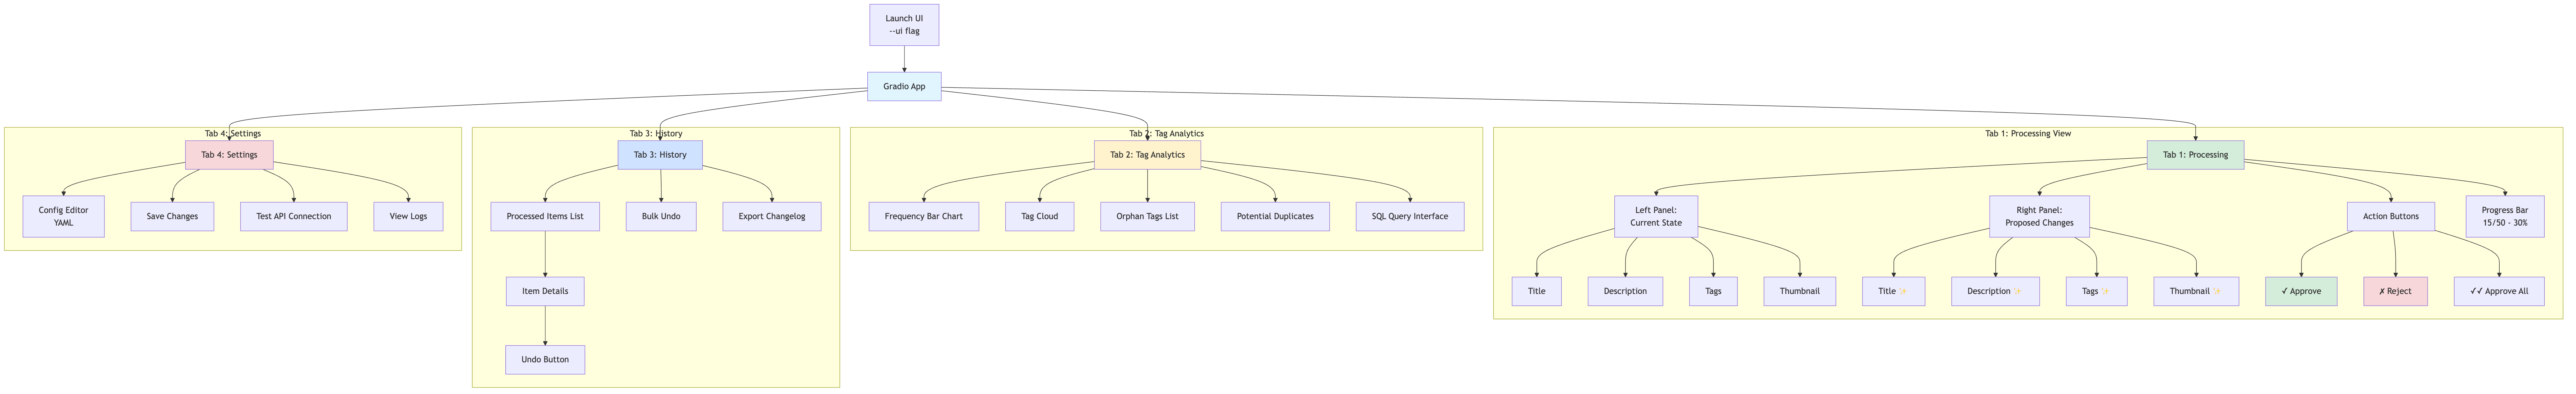 Launch UI
--ui flag
Gradio App
Tab 4: Settings
Tab 4: Settings
Config Editor
YAML
Save Changes
Test API Connection
View Logs
Tab 3: History
Tab 3: History
Processed Items List
Bulk Undo
Export Changelog
Item Details
Undo Button
Tab 2: Tag Analytics
Tab 2: Tag Analytics
Frequency Bar Chart
Tag Cloud
Orphan Tags List
Potential Duplicates
SQL Query Interface
Tab 1: Processing View
Tab 1: Processing
Left Panel:
Current State
Right Panel:
Proposed Changes
Action Buttons
Progress Bar
15/50 - 30%
Title
Description
Tags
Thumbnail
Title ✨
Description ✨
Tags ✨
Thumbnail ✨
✓ Approve
✗ Reject
✓✓ Approve All